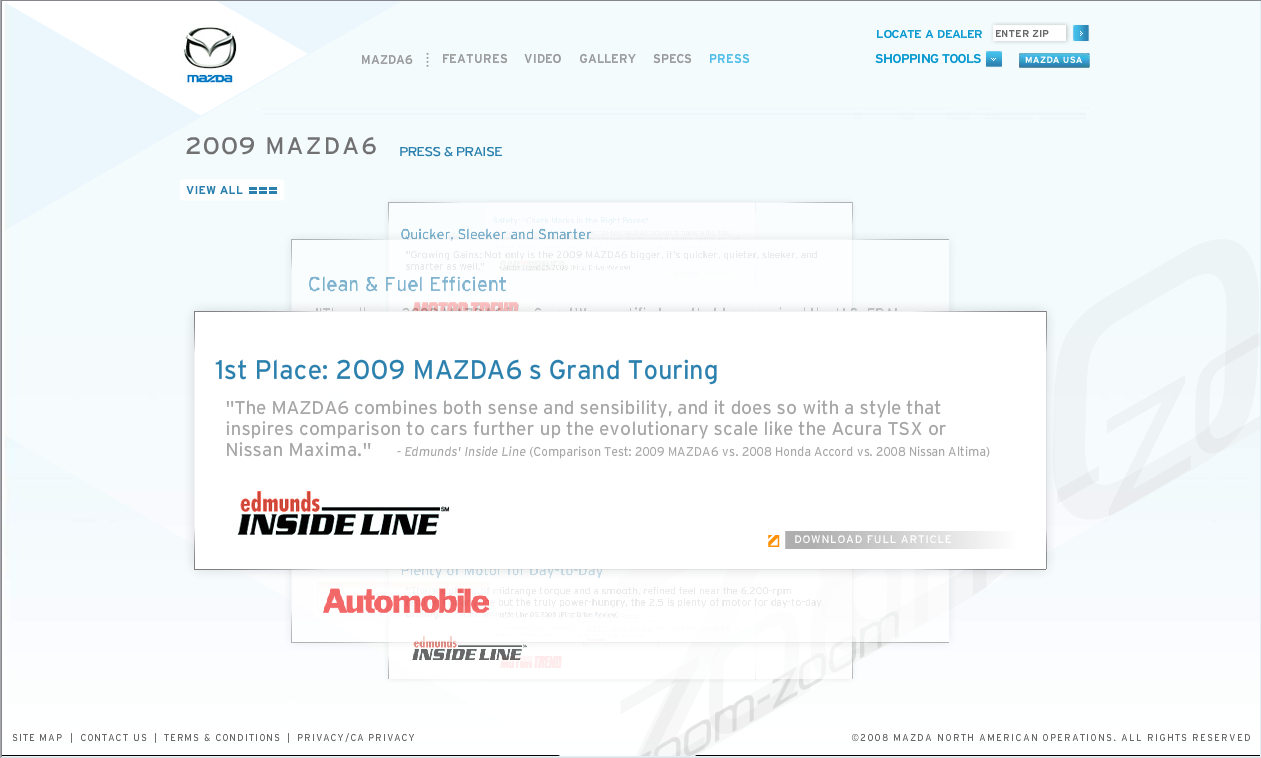 LOCATE A DEALER ENTER ZIP
MAZDA6 FEATURES VIDEO GALLERY SPECS PRESS
SHOPPING TOOLS MAZDA USA
mazda
2009 MAZDA6 PRESS & PRAISE
VIEW ALL
Quicker, Sleeker and Smarter
"Growing Gains: Not only is the 2009 MAZDA6 bigger, it's quicker, quieter, sleeker, and
smarter as well."
Clean & Fuel Efficient
MOTOR TREND
1st Place: 2009 MAZDA6 s Grand Touring
"The MAZDA6 combines both sense and sensibility, and it does so with a style that
inspires comparison to cars further up the evolutionary scale like the Acura TSX or
Nissan Maxima." - Edmunds' Inside Line (Comparison Test: 2009 MAZDA6 vs. 2008 Honda Accord vs. 2008 Nissan Altima)
edmunds
INSIDE LINE SM
DOWNLOAD FULL ARTICLE
Plenty of Motor for Day-to-Day
midrange torque and a smooth, refined feel near the 6,200-rpm
but the truly power-hungry, the 2.5 is plenty of motor for day-to-day
Automobile
edmunds
INSIDE LINE
MOTOR TREND
zoom-zoom
SITE MAP | CONTACT US | TERMS & CONDITIONS | PRIVACY/CA PRIVACY
©2008 MAZDA NORTH AMERICAN OPERATIONS. ALL RIGHTS RESERVED